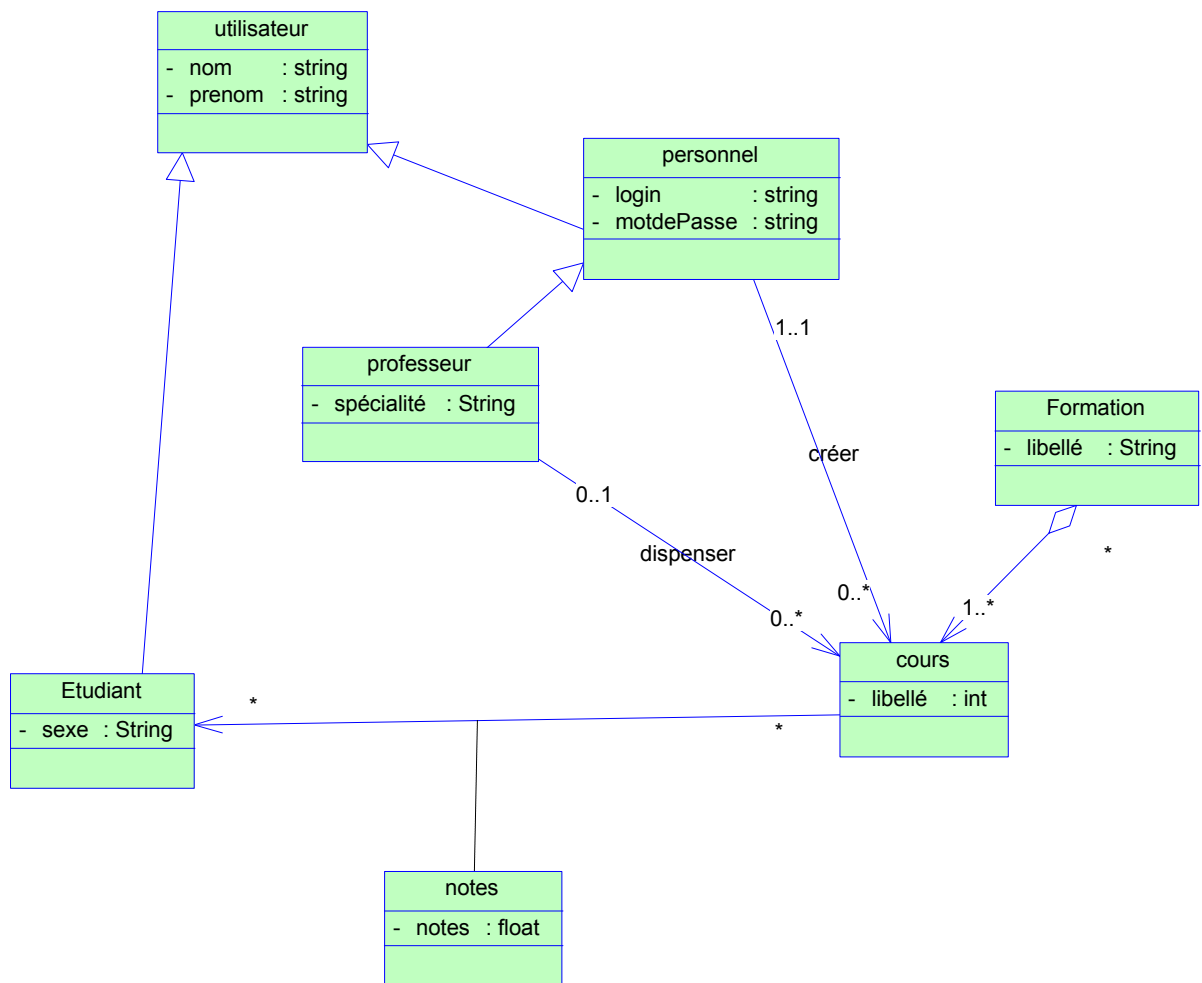 utilisateur
- nom : string
- prenom : string
personnel
- login : string
- motdePasse : string
professeur
- spécialité : String
1..1
Formation
- libellé : String
créer
0..1
dispenser
*
0..*
1..*
0..*
cours
- libellé : int
Etudiant
- sexe : String
*
*
notes
- notes : float